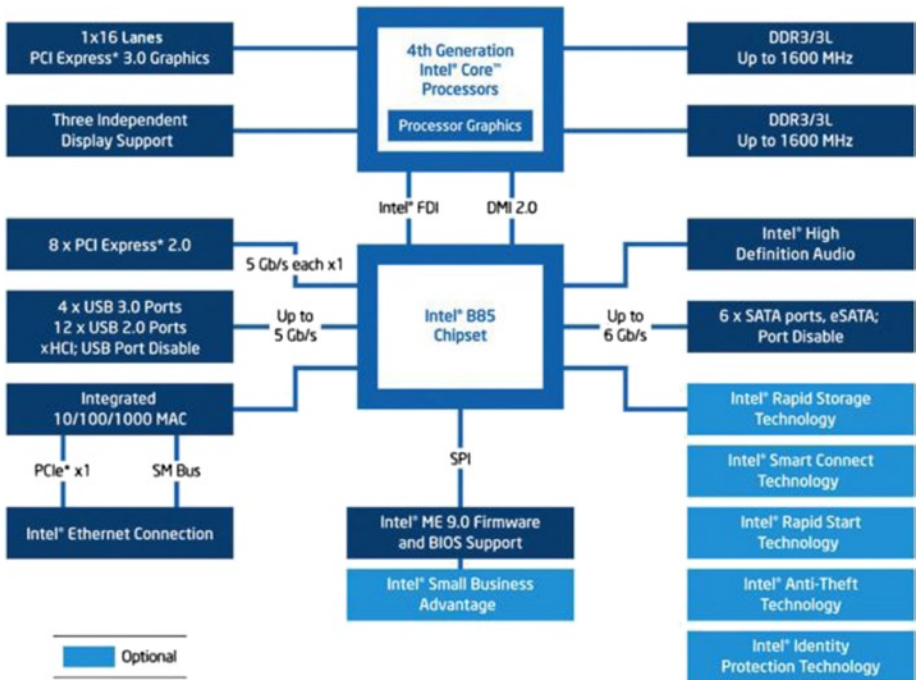 1x16 Lanes
PCI Express* 3.0 Graphics
Three Independent
Display Support
4th Generation
Intel® Core™
Processors
Processor Graphics
DDR3/3L
Up to 1600 MHz
DDR3/3L
Up to 1600 MHz
Intel® FDI
DMI 2.0
8 x PCI Express* 2.0
5 Gb/s each x1
4 x USB 3.0 Ports
12 x USB 2.0 Ports
xHCI; USB Port Disable
Up to
5 Gb/s
Integrated
10/100/1000 MAC
PCIe* x1
SM Bus
Intel® Ethernet Connection
Intel® B85
Chipset
SPI
Intel® ME 9.0 Firmware
and BIOS Support
Intel® Small Business
Advantage
Intel® High
Definition Audio
Up to
6 Gb/s
6 x SATA ports, eSATA;
Port Disable
Intel® Rapid Storage
Technology
Intel® Smart Connect
Technology
Intel® Rapid Start
Technology
Intel® Anti-Theft
Technology
Intel® Identity
Protection Technology
Optional